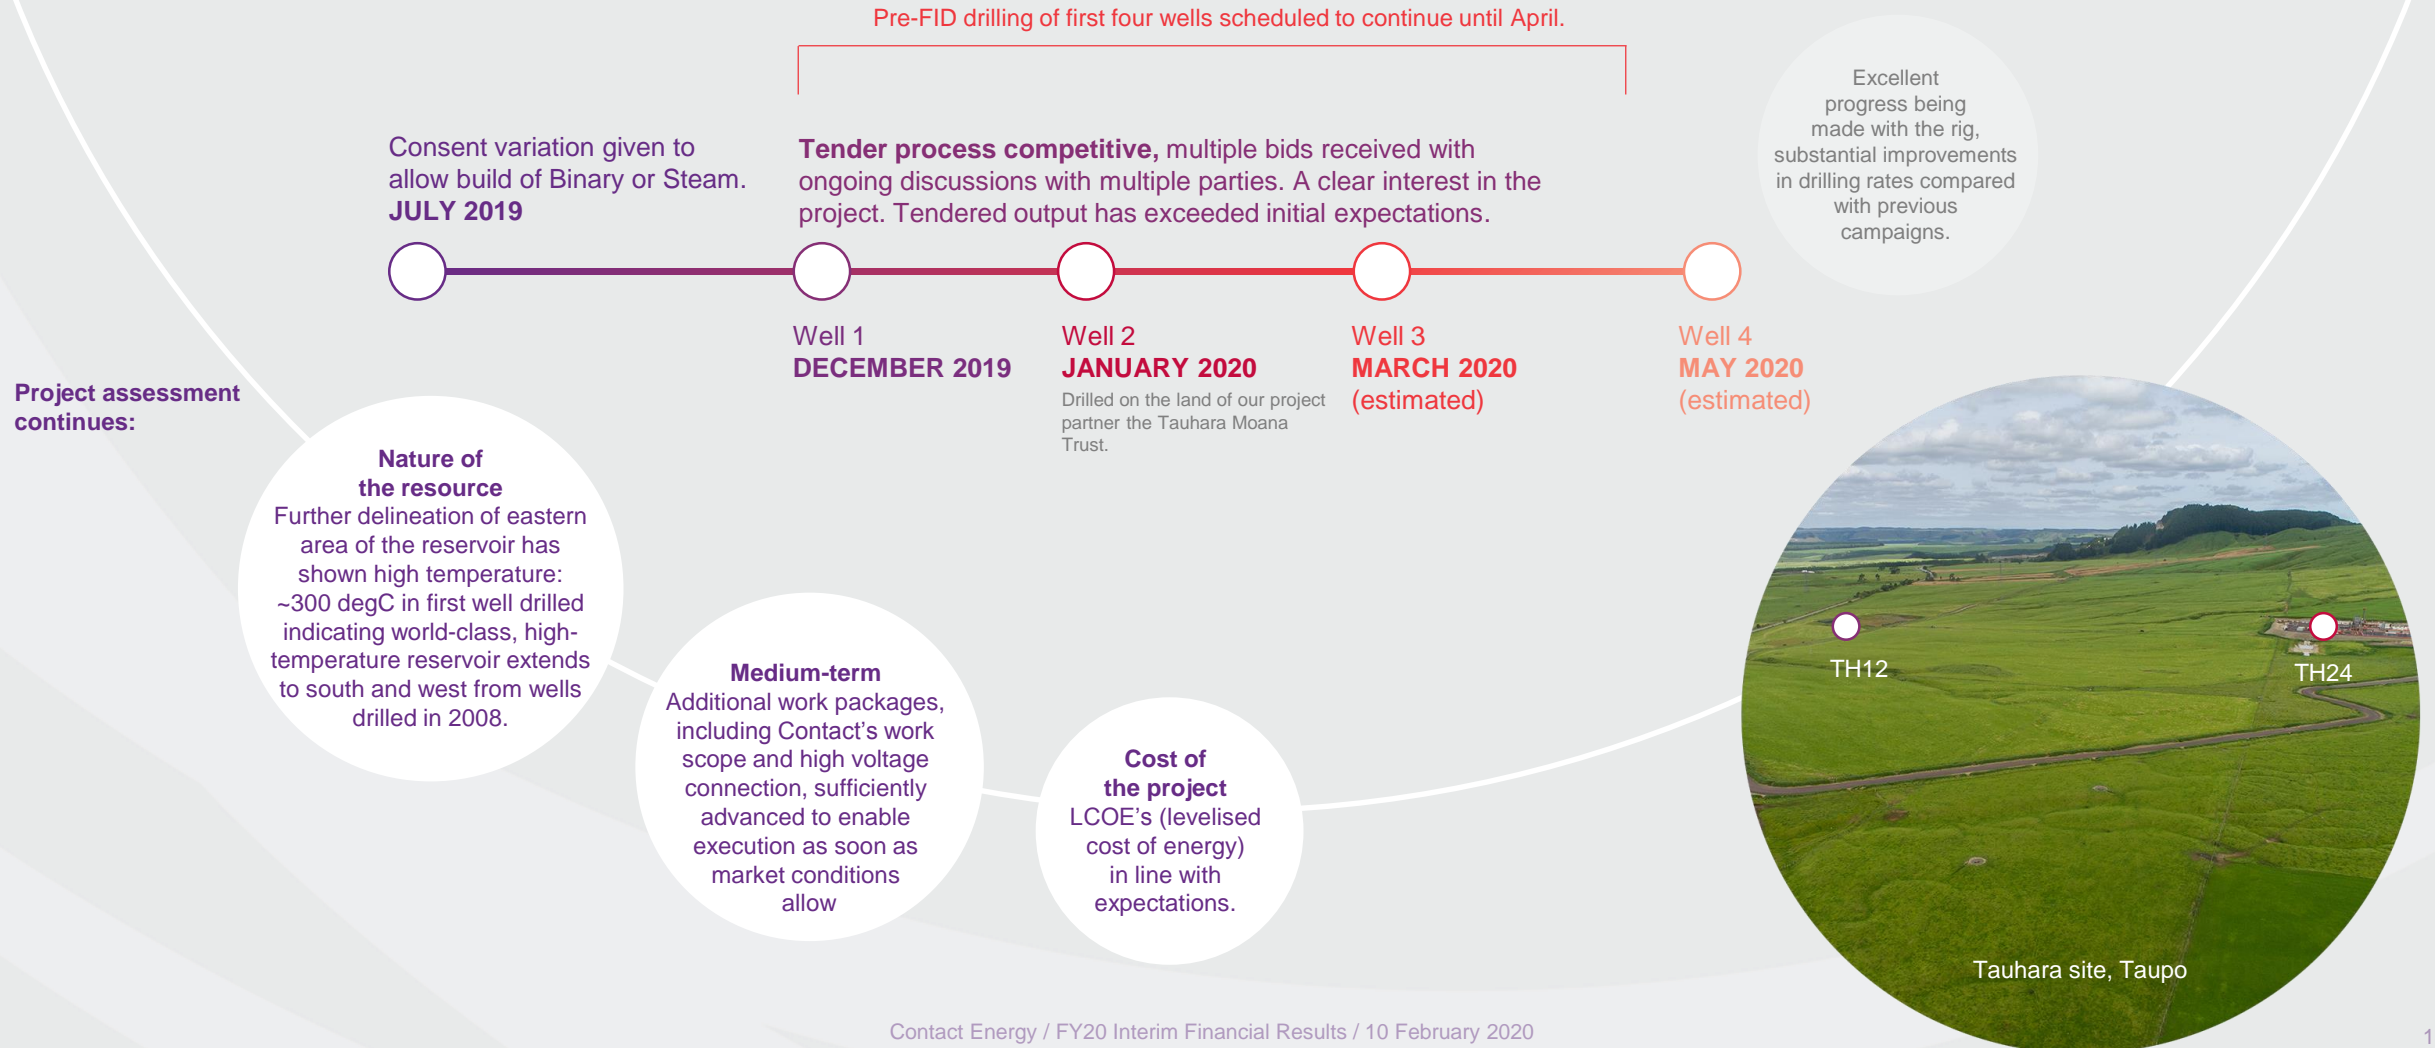 Pre-FID drilling of first four wells scheduled to continue until April.
Excellent
progress being
made with the rig,
substantial improvements
in drilling rates compared
with previous
campaigns.
Consent variation given to
allow build of Binary or Steam.
JULY 2019
Tender process competitive, multiple bids received with
ongoing discussions with multiple parties. A clear interest in the
project. Tendered output has exceeded initial expectations.
Well 1
DECEMBER 2019
Well 2
JANUARY 2020
Drilled on the land of our project
partner the Tauhara Moana
Trust.
Well 3
MARCH 2020
(estimated)
Well 4
MAY 2020
(estimated)
Project assessment
continues:
Nature of
the resource
Further delineation of eastern
area of the reservoir has
shown high temperature:
~300 degC in first well drilled
indicating world-class, high-
temperature reservoir extends
to south and west from wells
drilled in 2008.
Medium-term
Additional work packages,
including Contact’s work
scope and high voltage
connection, sufficiently
advanced to enable
execution as soon as
market conditions
allow
Cost of
the project
LCOE’s (levelised
cost of energy)
in line with
expectations.
TH12
TH24
Tauhara site, Taupo
Contact Energy / FY20 Interim Financial Results / 10 February 2020
1